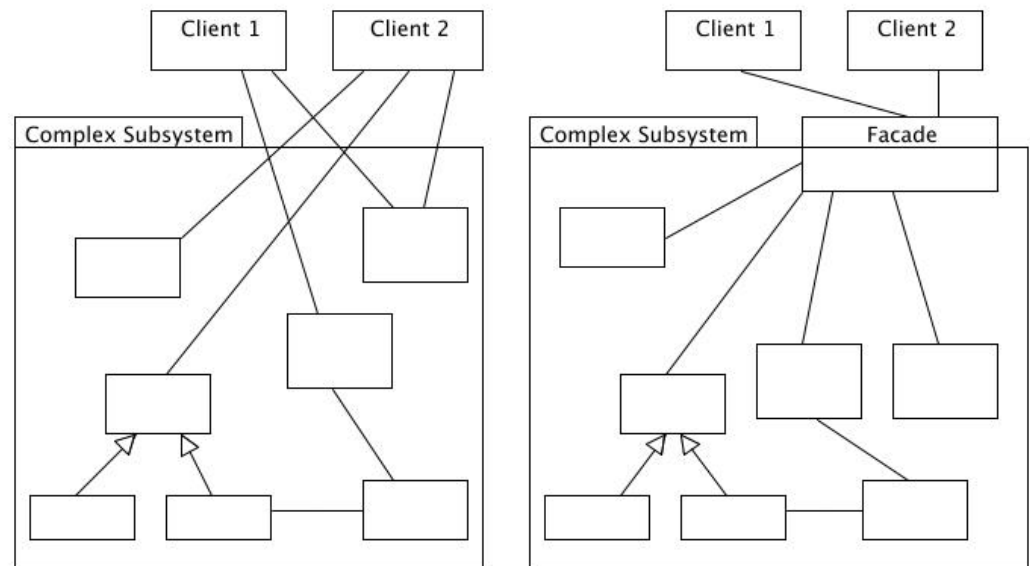 Client 1
Client 2
Complex Subsystem
Client 1
Client 2
Complex Subsystem
Facade